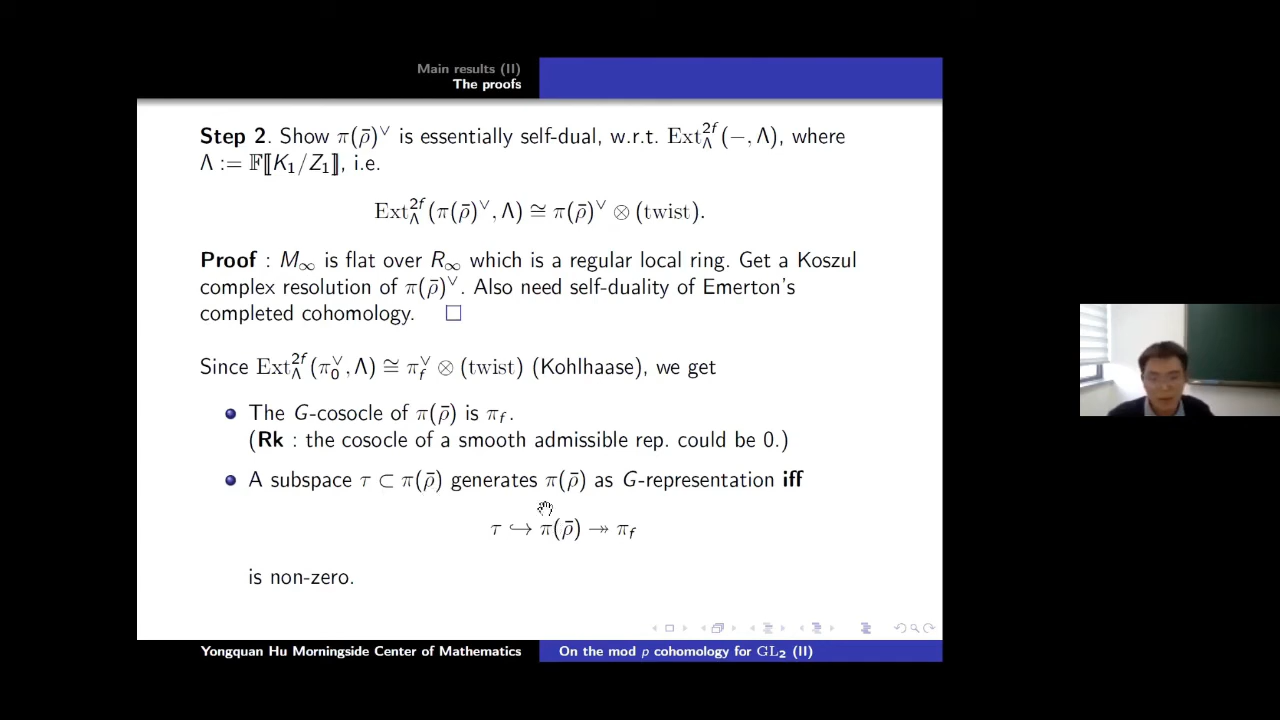 Main results (II)
The proofs
Step 2. Show π(ρ̄)^∨ is essentially self-dual, w.r.t. Ext_Λ^{2f}(−, Λ), where
Λ := 𝔽⟦K₁/Z₁⟧, i.e.
Ext_Λ^{2f}(π(ρ̄)^∨, Λ) ≅ π(ρ̄)^∨ ⊗ (twist).
Proof : M_∞ is flat over R_∞ which is a regular local ring. Get a Koszul
complex resolution of π(ρ̄)^∨. Also need self-duality of Emerton's
completed cohomology. □
Since Ext_Λ^{2f}(π_0^∨, Λ) ≅ π_f^∨ ⊗ (twist) (Kohlhaase), we get
The G-cosocle of π(ρ̄) is π_f.
(Rk : the cosocle of a smooth admissible rep. could be 0.)
A subspace τ ⊂ π(ρ̄) generates π(ρ̄) as G-representation iff
τ ↪ π(ρ̄) ↠ π_f
is non-zero.
Yongquan Hu Morningside Center of Mathematics
On the mod p cohomology for GL₂ (II)